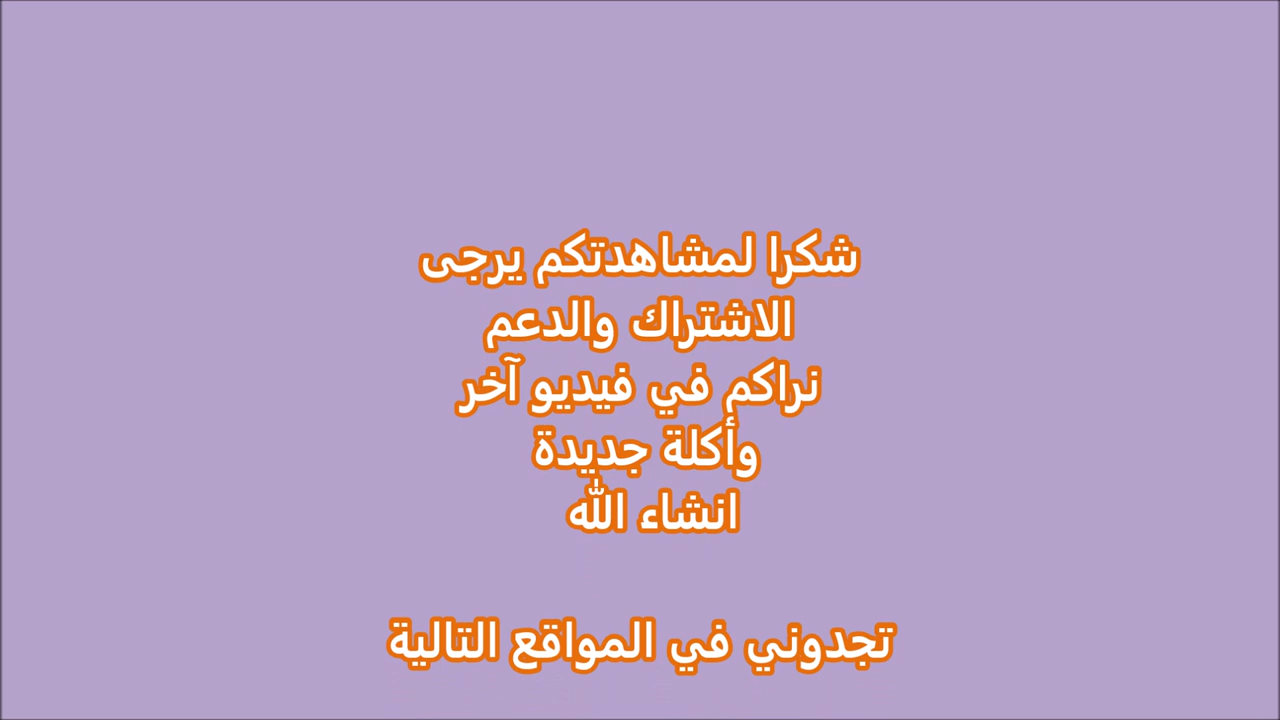 شكرا لمشاهدتكم يرجى
الاشتراك والدعم
نراكم في فيديو آخر
وأكلة جديدة
انشاء الله
تجدوني في المواقع التالية